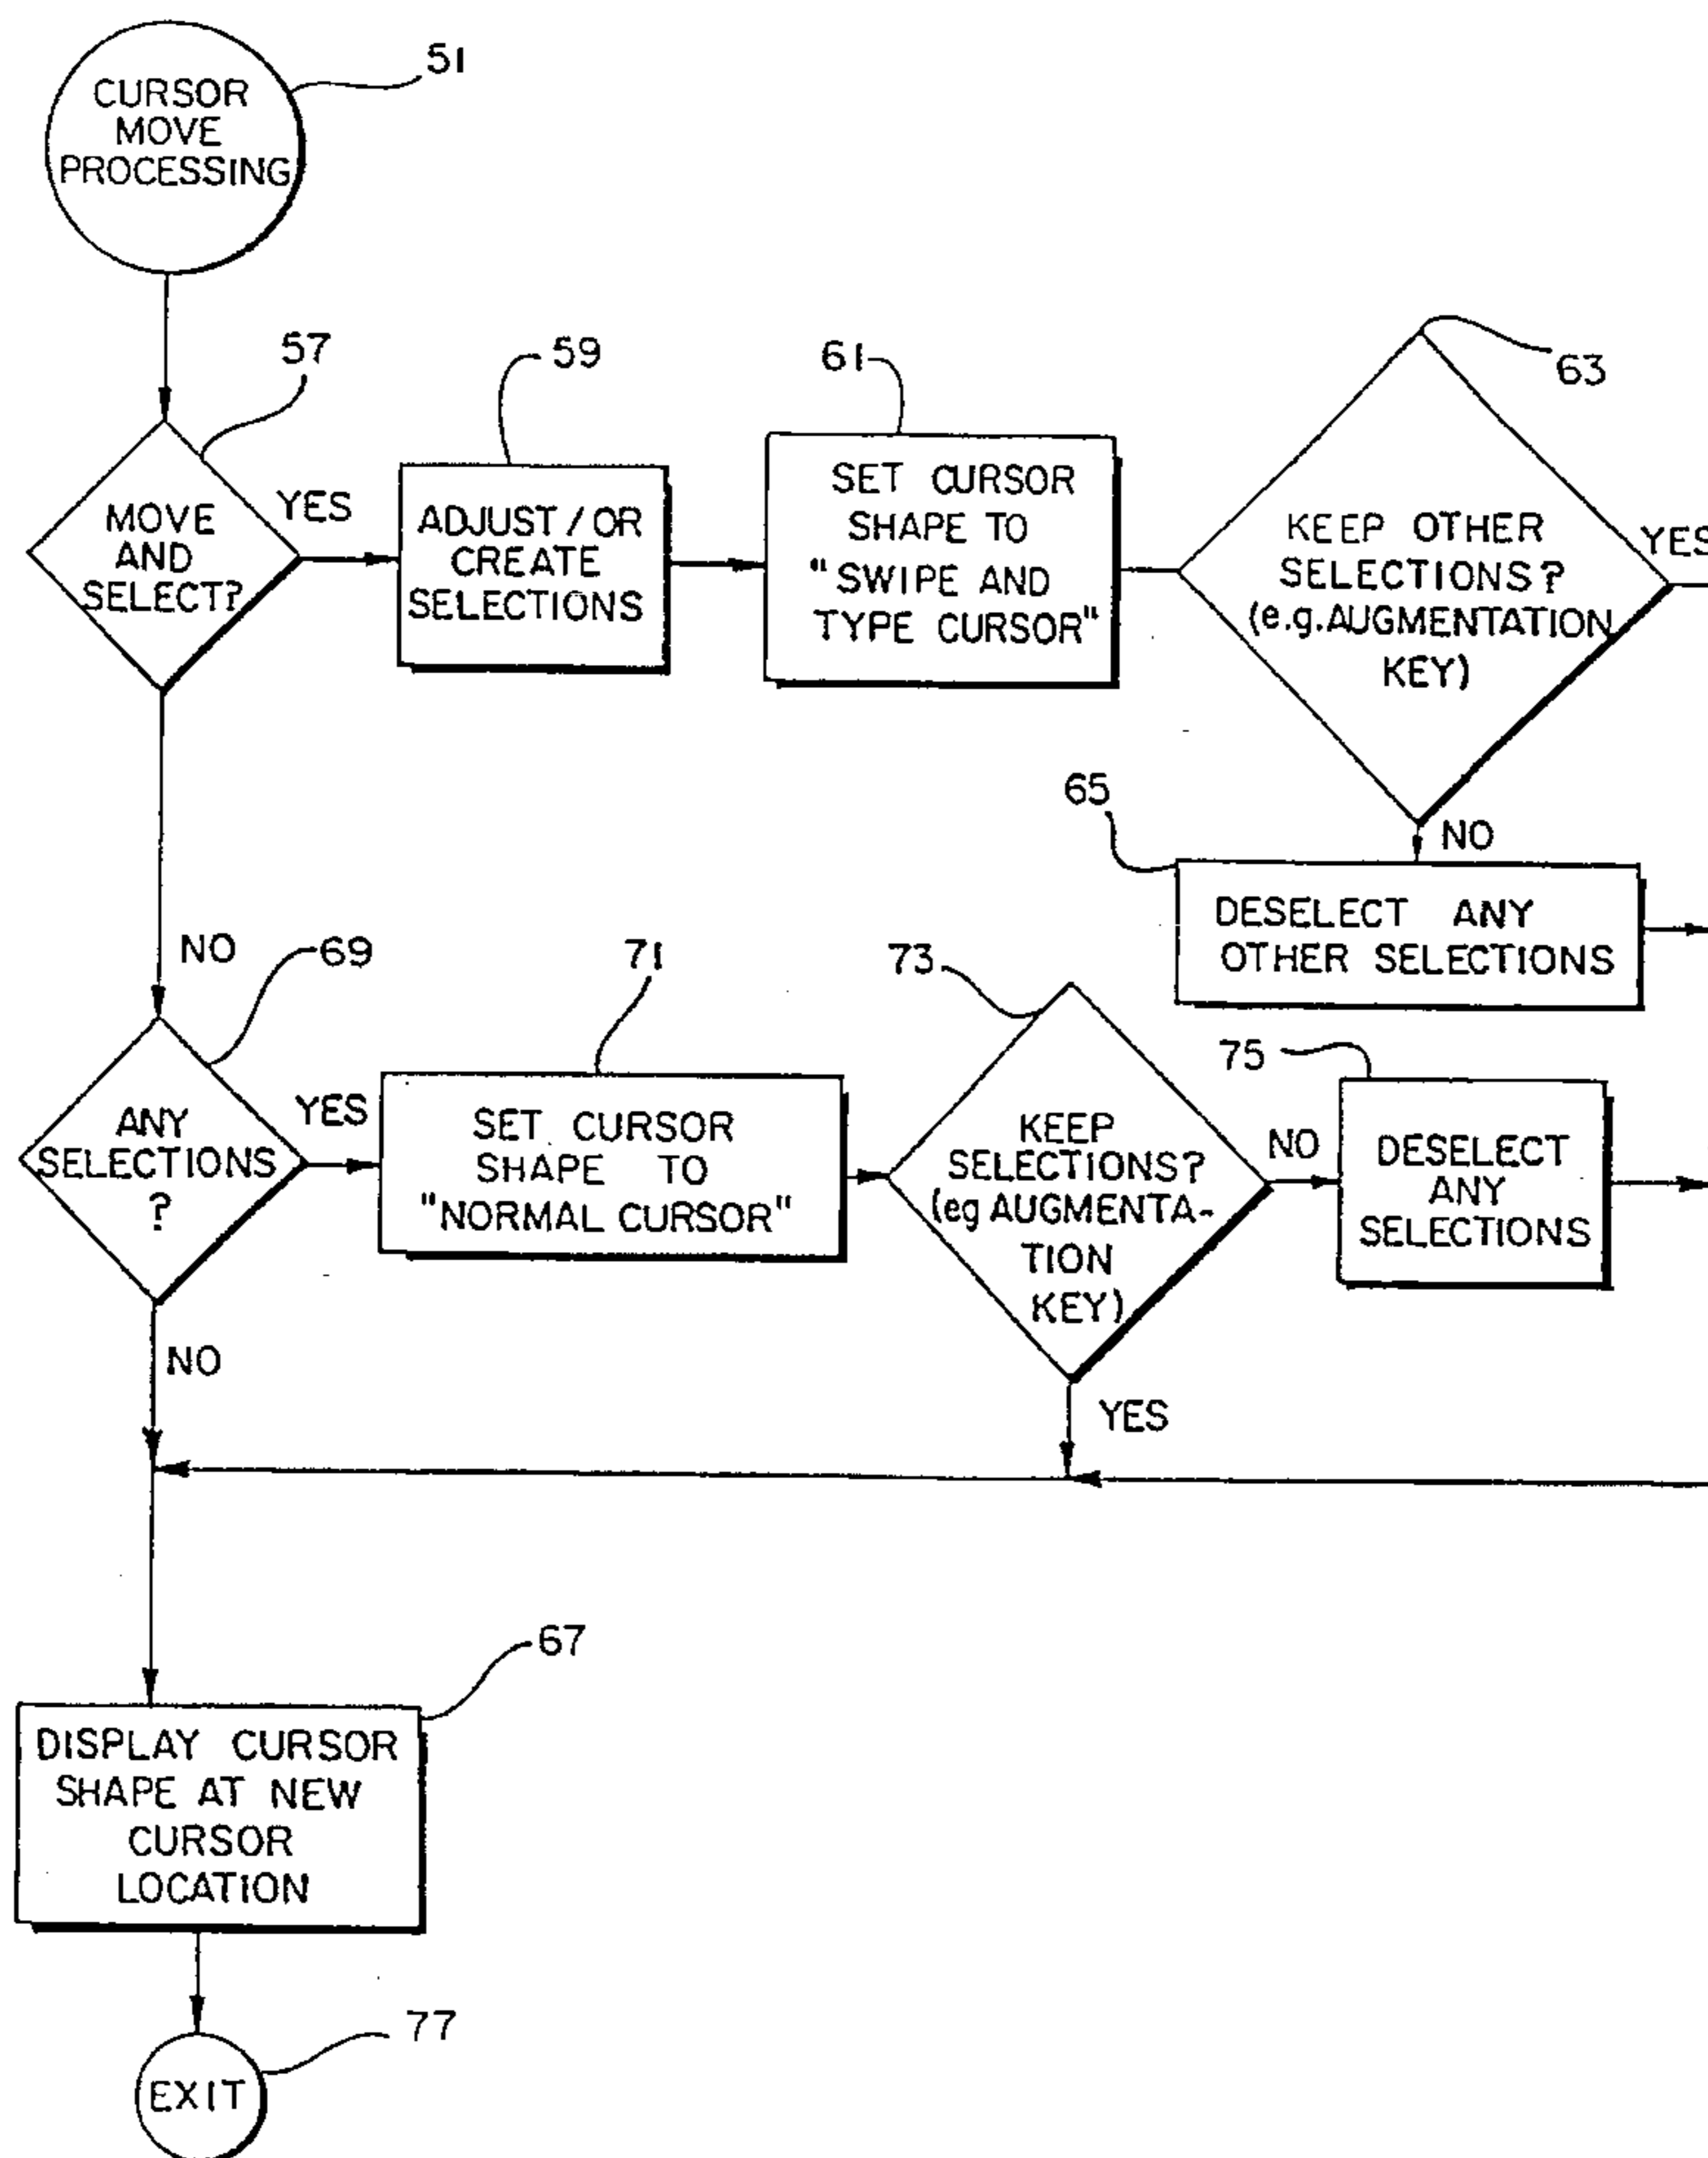 CURSOR
MOVE
PROCESSING
51
57
59
61
63
MOVE
AND
SELECT?
YES
ADJUST/OR
CREATE
SELECTIONS
SET CURSOR
SHAPE TO
"SWIPE AND
TYPE CURSOR"
KEEP OTHER
SELECTIONS?
(e.g.AUGMENTATION
KEY)
YES
NO
65
DESELECT ANY
OTHER SELECTIONS
NO
69
71
73
75
ANY
SELECTIONS
?
YES
SET CURSOR
SHAPE TO
"NORMAL CURSOR"
KEEP
SELECTIONS?
(eg AUGMENTA-
TION
KEY)
NO
DESELECT
ANY
SELECTIONS
NO
YES
67
DISPLAY CURSOR
SHAPE AT NEW
CURSOR
LOCATION
77
EXIT